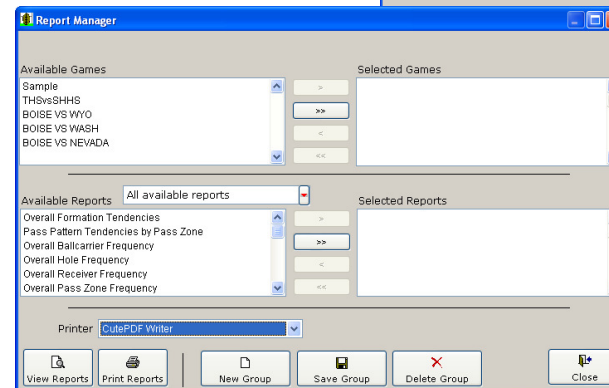 Report Manager
Available Games
Selected Games
Sample
THSvsSHHS
BOISE VS WYO
BOISE VS WASH
BOISE VS NEVADA
>
>>
<
<<
Available Reports
All available reports
Selected Reports
Overall Formation Tendencies
Pass Pattern Tendencies by Pass Zone
Overall Ballcarrier Frequency
Overall Hole Frequency
Overall Receiver Frequency
Overall Pass Zone Frequency
>
>>
<
<<
Printer CutePDF Writer
View Reports Print Reports New Group Save Group Delete Group Close